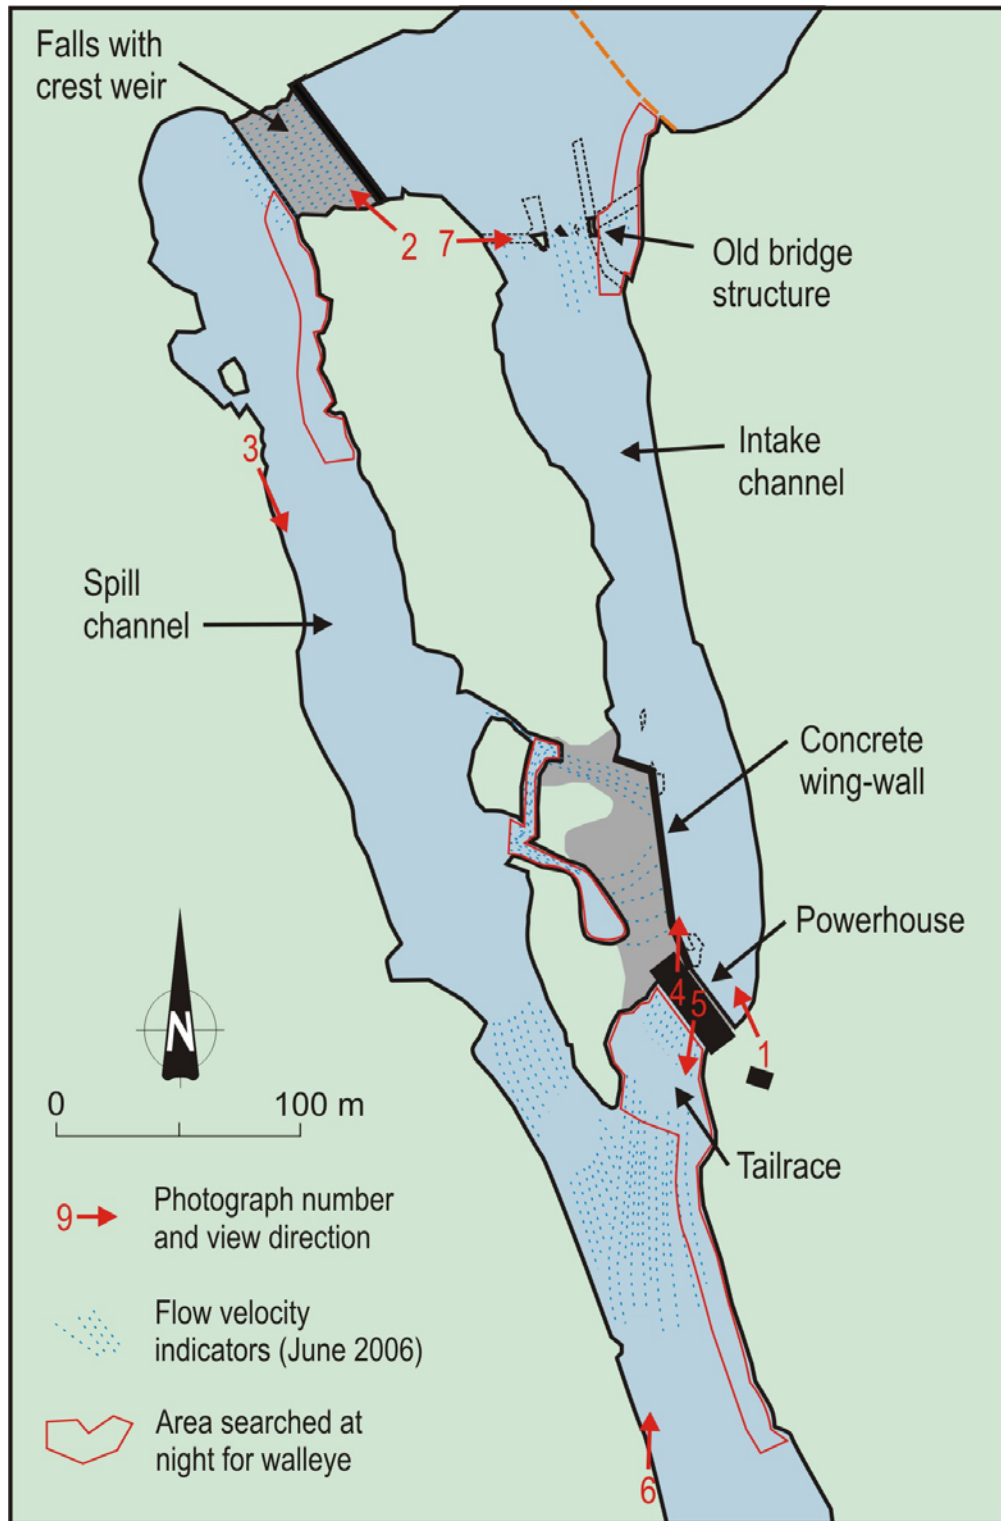 Falls with
crest weir
2 7
Old bridge
structure
3
Intake
channel
Spill
channel
Concrete
wing-wall
Powerhouse
4 5
1
N
0 100 m
Tailrace
9 Photograph number
and view direction
Flow velocity
indicators (June 2006)
Area searched at
night for walleye
6